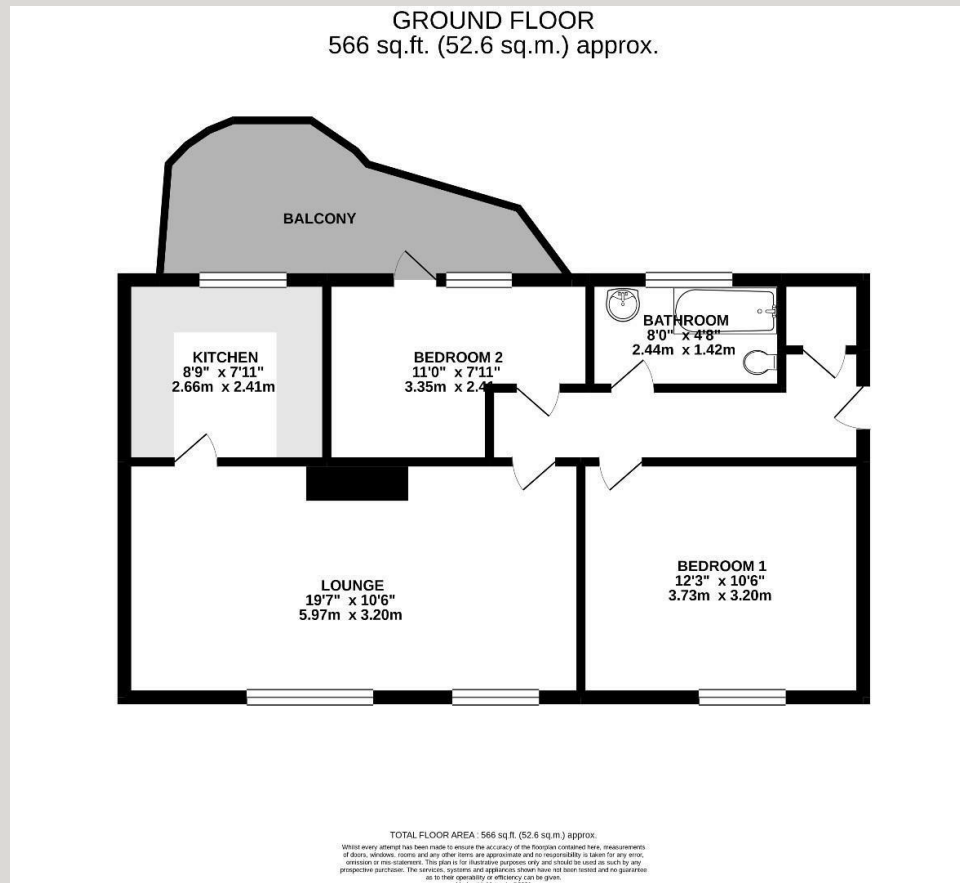 GROUND FLOOR
566 sq.ft. (52.6 sq.m.) approx.
BALCONY
KITCHEN
8'9" x 7'11"
2.66m x 2.41m
BEDROOM 2
11'0" x 7'11"
3.35m x 2.41
BATHROOM
8'0" x 4'8"
2.44m x 1.42m
LOUNGE
19'7" x 10'6"
5.97m x 3.20m
BEDROOM 1
12'3" x 10'6"
3.73m x 3.20m
TOTAL FLOOR AREA : 566 sq.ft. (52.6 sq.m.) approx.
Whilst every attempt has been made to ensure the accuracy of the floorplan contained here, measurements
of doors, windows, rooms and any other items are approximate and no responsibility is taken for any error,
omission or mis-statement. This plan is for illustrative purposes only and should be used as such by any
prospective purchaser. The services, systems and appliances shown have not been tested and no guarantee
as to their operability or efficiency can be given.